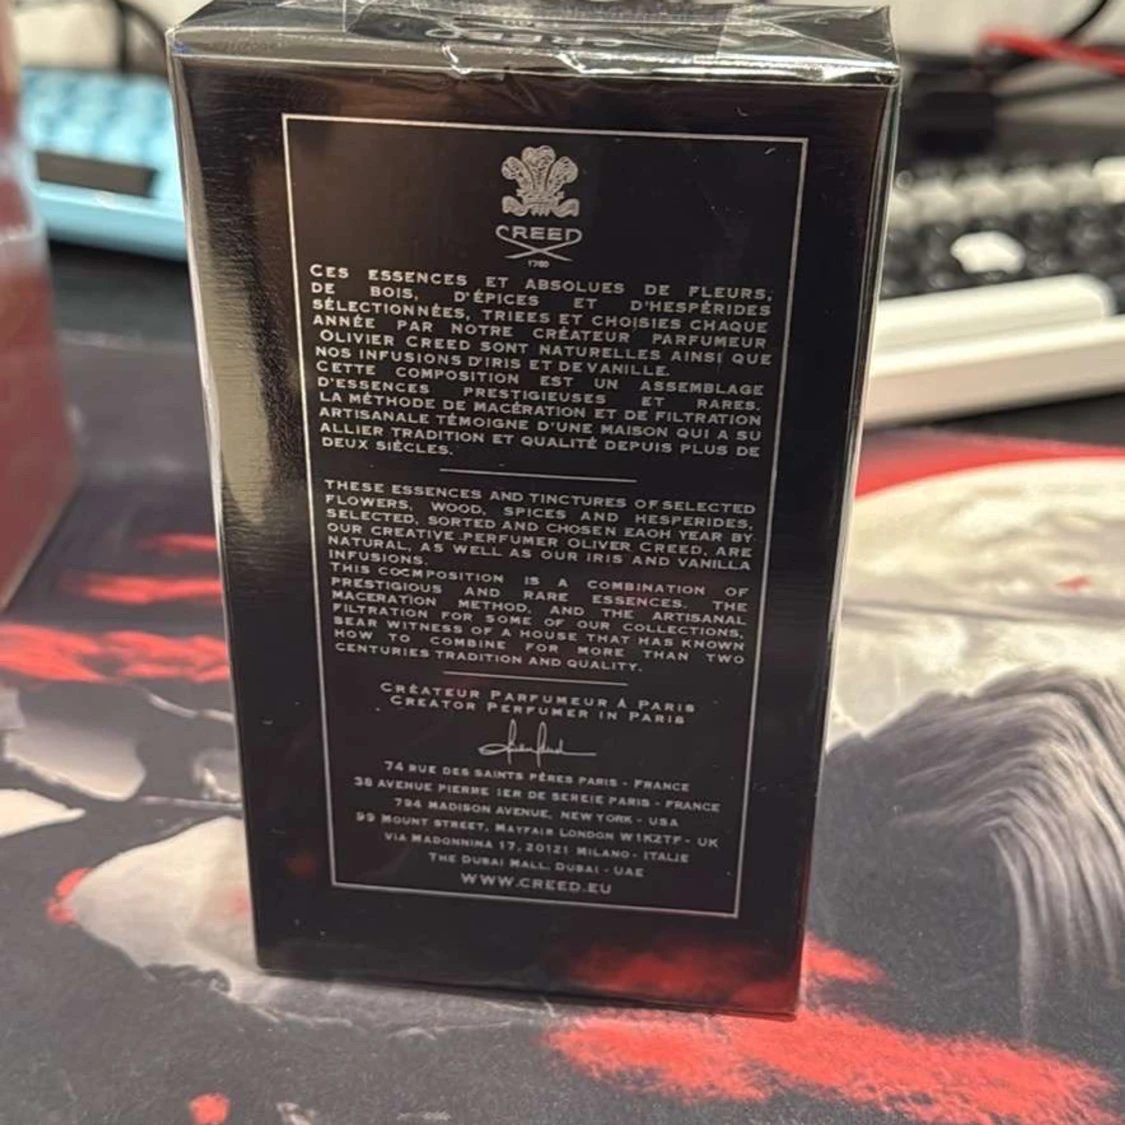 CREED
CREED
1760
CES ESSENCES ET ABSOLUES DE FLEURS,
DE BOIS, D'ÉPICES ET D'HESPÉRIDES
SÉLECTIONNÉES, TRIEES ET CHOISIES CHAQUE
ANNÉE PAR NOTRE CRÉATEUR PARFUMEUR
OLIVIER CREED SONT NATURELLES AINSI QUE
NOS INFUSIONS D'IRIS ET DE VANILLE.
CETTE COMPOSITION EST UN ASSEMBLAGE
D'ESSENCES PRESTIGIEUSES ET RARES.
LA MÉTHODE DE MACÉRATION ET DE FILTRATION
ARTISANALE TÉMOIGNE D'UNE MAISON QUI A SU
ALLIER TRADITION ET QUALITÉ DEPUIS PLUS DE
DEUX SIÈCLES.
THESE ESSENCES AND TINCTURES OF SELECTED
FLOWERS, WOOD, SPICES AND HESPERIDES,
SELECTED, SORTED AND CHOSEN EAOH YEAR BY
OUR CREATIVE PERFUMER OLIVER CREED, ARE
NATURAL, AS WELL AS OUR IRIS AND VANILLA
INFUSIONS.
THIS COCMPOSITION IS A COMBINATION OF
PRESTIGIOUS AND RARE ESSENCES. THE
MACERATION METHOD, AND THE ARTISANAL
FILTRATION FOR SOME OF OUR COLLECTIONS,
BEAR WITNESS OF A HOUSE THAT HAS KNOWN
HOW TO COMBINE FOR MORE THAN TWO
CENTURIES TRADITION AND QUALITY.
CRÉATEUR PARFUMEUR À PARIS
CREATOR PERFUMER IN PARIS
74 RUE DES SAINTS PÈRES PARIS - FRANCE
38 AVENUE PIERME 1ER DE SEREIE PARIS - FRANCE
794 MADISON AVENUE, NEW YORK - USA
99 MOUNT STREET, MAYFAIR LONDON W1K2TF - UK
VIA MADONNINA 17, 20121 MILANO - ITALIE
THE DUBAI MALL, DUBAI - UAE
WWW.CREED.EU